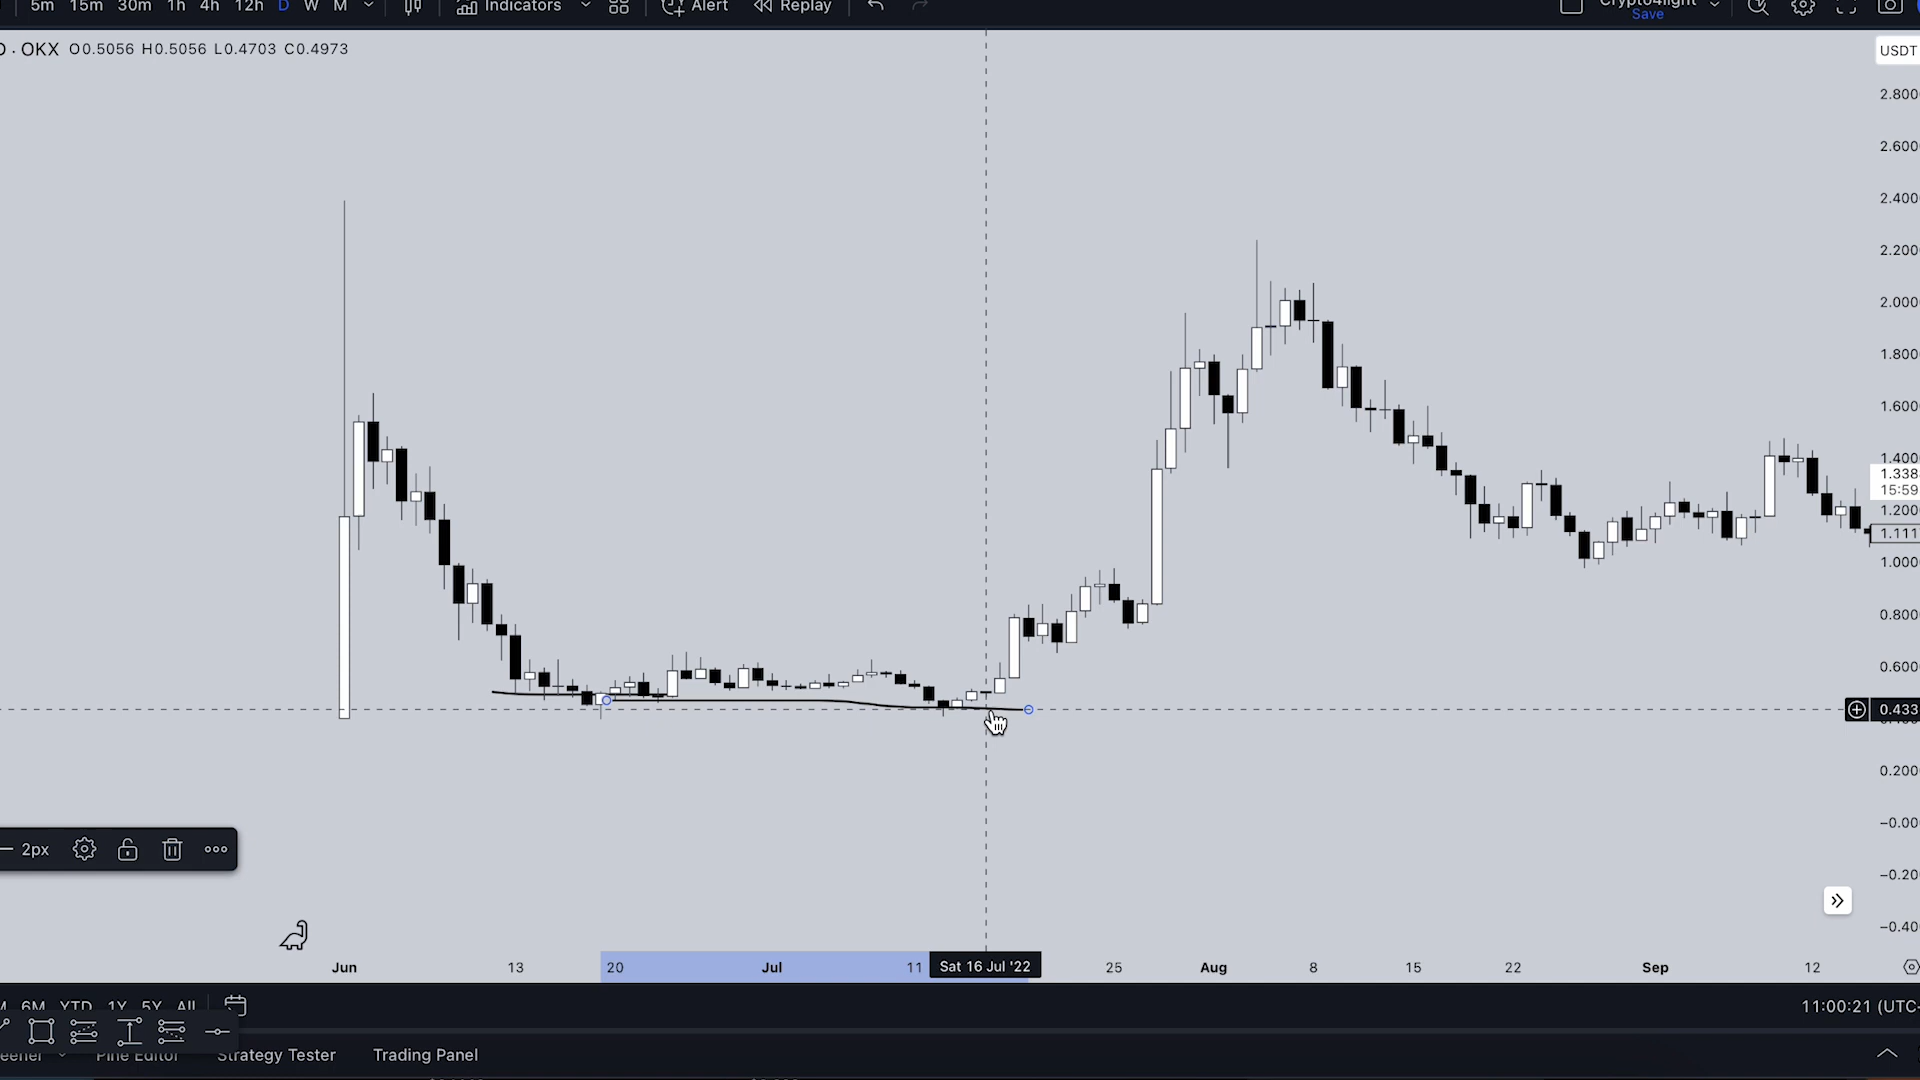 5m 15m 30m 1h 4h 12h D W M Indicators Alert Replay
Save
OKX O0.5056 H0.5056 L0.4703 C0.4973
USDT
2.800
2.600
2.400
2.200
2.000
1.800
1.600
1.400
1.338
15:59
1.200
1.111
1.000
0.800
0.600
0.433
0.200
−0.00
−0.20
−0.40
2px
Jun 13 20 Jul 11 Sat 16 Jul '22 25 Aug 8 15 22 Sep 12
6M YTD 1Y 5Y All
11:00:21 (UTC-
Pine Editor Strategy Tester Trading Panel